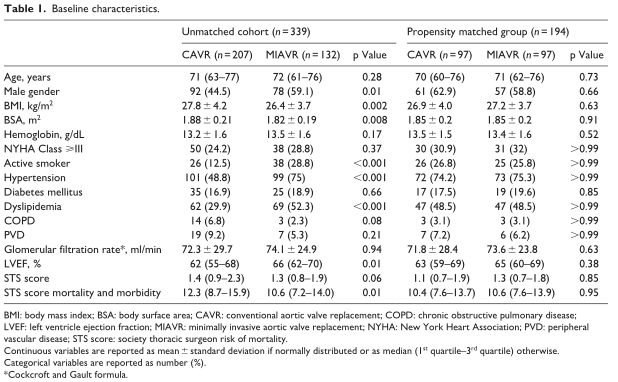 Table 1. Baseline characteristics.
Unmatched cohort (n = 339) Propensity matched group (n = 194)
CAVR (n = 207) MIAVR (n = 132) p Value CAVR (n = 97) MIAVR (n = 97) p Value
Age, years 71 (63–77) 72 (61–76) 0.28 70 (60–76) 71 (62–76) 0.73
Male gender 92 (44.5) 78 (59.1) 0.01 61 (62.9) 57 (58.8) 0.66
BMI, kg/m2 27.8 ± 4.2 26.4 ± 3.7 0.002 26.9 ± 4.0 27.2 ± 3.7 0.63
BSA, m2 1.88 ± 0.21 1.82 ± 0.19 0.008 1.85 ± 0.2 1.85 ± 0.2 0.91
Hemoglobin, g/dL 13.2 ± 1.6 13.5 ± 1.6 0.17 13.5 ± 1.5 13.4 ± 1.6 0.52
NYHA Class ⩾III 50 (24.2) 38 (28.8) 0.37 30 (30.9) 31 (32) >0.99
Active smoker 26 (12.5) 38 (28.8) <0.001 26 (26.8) 25 (25.8) >0.99
Hypertension 101 (48.8) 99 (75) <0.001 72 (74.2) 73 (75.3) >0.99
Diabetes mellitus 35 (16.9) 25 (18.9) 0.66 17 (17.5) 19 (19.6) 0.85
Dyslipidemia 62 (29.9) 69 (52.3) <0.001 47 (48.5) 47 (48.5) >0.99
COPD 14 (6.8) 3 (2.3) 0.08 3 (3.1) 3 (3.1) >0.99
PVD 19 (9.2) 7 (5.3) 0.21 7 (7.2) 6 (6.2) >0.99
Glomerular filtration rate*, ml/min 72.3 ± 29.7 74.1 ± 24.9 0.94 71.8 ± 28.4 73.6 ± 23.8 0.63
LVEF, % 62 (55–68) 66 (62–70) 0.01 63 (59–69) 65 (60–69) 0.38
STS score 1.4 (0.9–2.3) 1.3 (0.8–1.9) 0.06 1.1 (0.7–1.9) 1.3 (0.7–1.8) 0.85
STS score mortality and morbidity 12.3 (8.7–15.9) 10.6 (7.2–14.0) 0.01 10.4 (7.6–13.7) 10.6 (7.6–13.9) 0.95
BMI: body mass index; BSA: body surface area; CAVR: conventional aortic valve replacement; COPD: chronic obstructive pulmonary disease;
LVEF: left ventricle ejection fraction; MIAVR: minimally invasive aortic valve replacement; NYHA: New York Heart Association; PVD: peripheral
vascular disease; STS score: society thoracic surgeon risk of mortality.
Continuous variables are reported as mean ± standard deviation if normally distributed or as median (1st quartile–3rd quartile) otherwise.
Categorical variables are reported as number (%).
*Cockcroft and Gault formula.